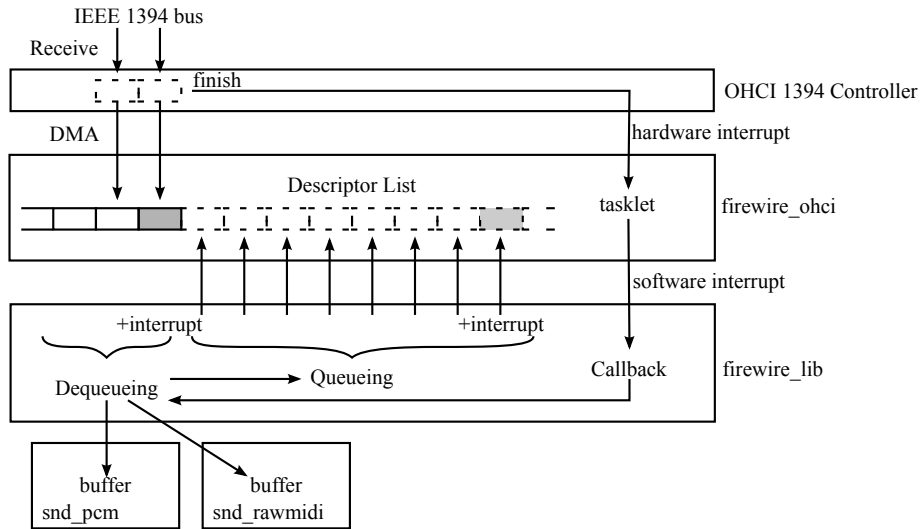 IEEE 1394 bus
Receive
finish
OHCI 1394 Controller
DMA
hardware interrupt
Descriptor List
tasklet
firewire_ohci
software interrupt
+interrupt
+interrupt
Callback
firewire_lib
Queueing
Dequeueing
buffer
snd_pcm
buffer
snd_rawmidi